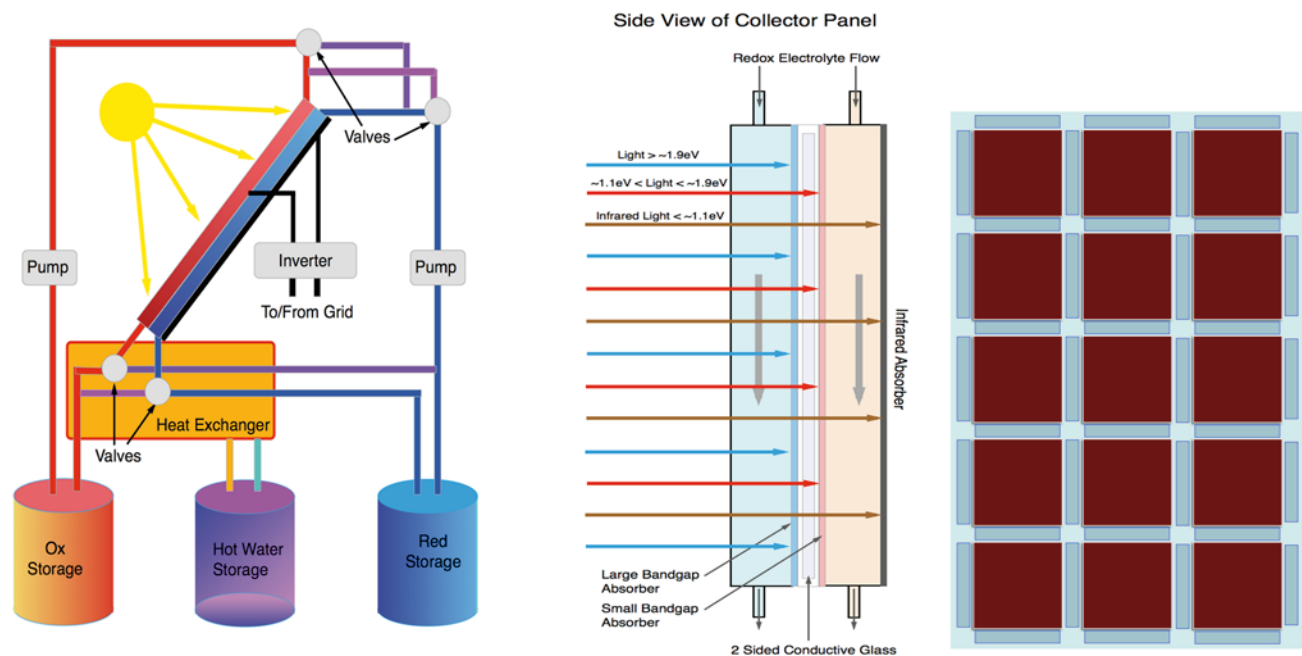 Valves
Pump
Inverter
Pump
To/From Grid
Heat Exchanger
Valves
Ox
Storage
Hot Water
Storage
Red
Storage
Side View of Collector Panel
Redox Electrolyte Flow
Light > ~1.9eV
~1.1eV < Light < ~1.9eV
Infrared Light < ~1.1eV
Infrared Absorber
Large Bandgap
Absorber
Small Bandgap
Absorber
2 Sided Conductive Glass